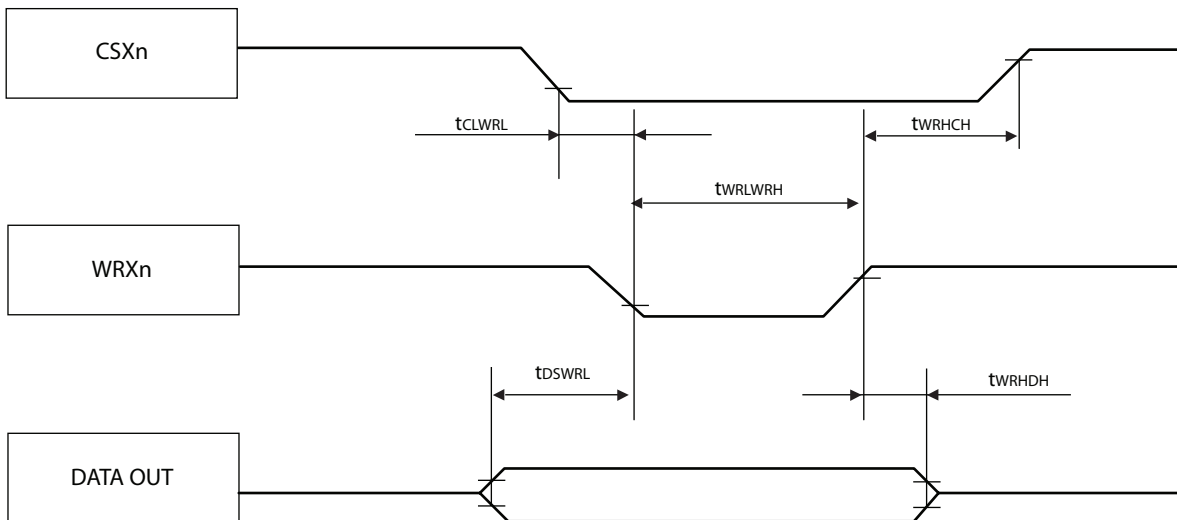 CSXn
tCLWRL
tWRHCH
tWRLWRH
WRXn
tDSWRL
tWRHDH
DATA OUT